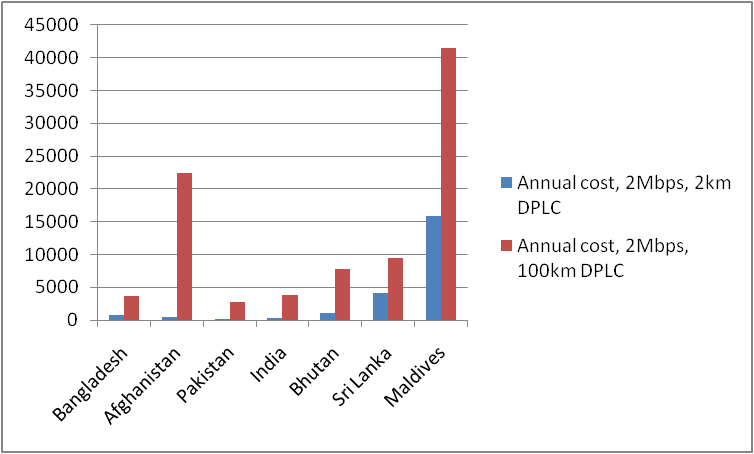 45000
40000
35000
30000
25000
20000
15000
10000
5000
0
Bangladesh
Afghanistan
Pakistan
India
Bhutan
Sri Lanka
Maldives
Annual cost, 2Mbps, 2km
DPLC
Annual cost, 2Mbps,
100km DPLC